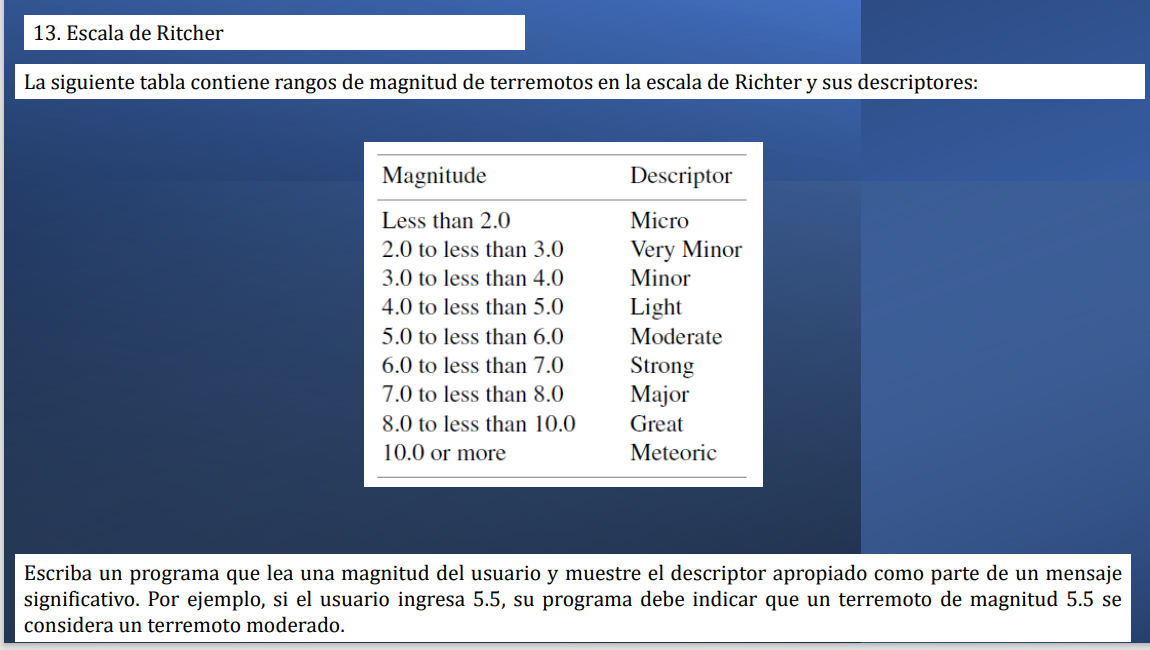 13. Escala de Ritcher
La siguiente tabla contiene rangos de magnitud de terremotos en la escala de Richter y sus descriptores:
Magnitude Descriptor
Less than 2.0 Micro
2.0 to less than 3.0 Very Minor
3.0 to less than 4.0 Minor
4.0 to less than 5.0 Light
5.0 to less than 6.0 Moderate
6.0 to less than 7.0 Strong
7.0 to less than 8.0 Major
8.0 to less than 10.0 Great
10.0 or more Meteoric
Escriba un programa que lea una magnitud del usuario y muestre el descriptor apropiado como parte de un mensaje
significativo. Por ejemplo, si el usuario ingresa 5.5, su programa debe indicar que un terremoto de magnitud 5.5 se
considera un terremoto moderado.